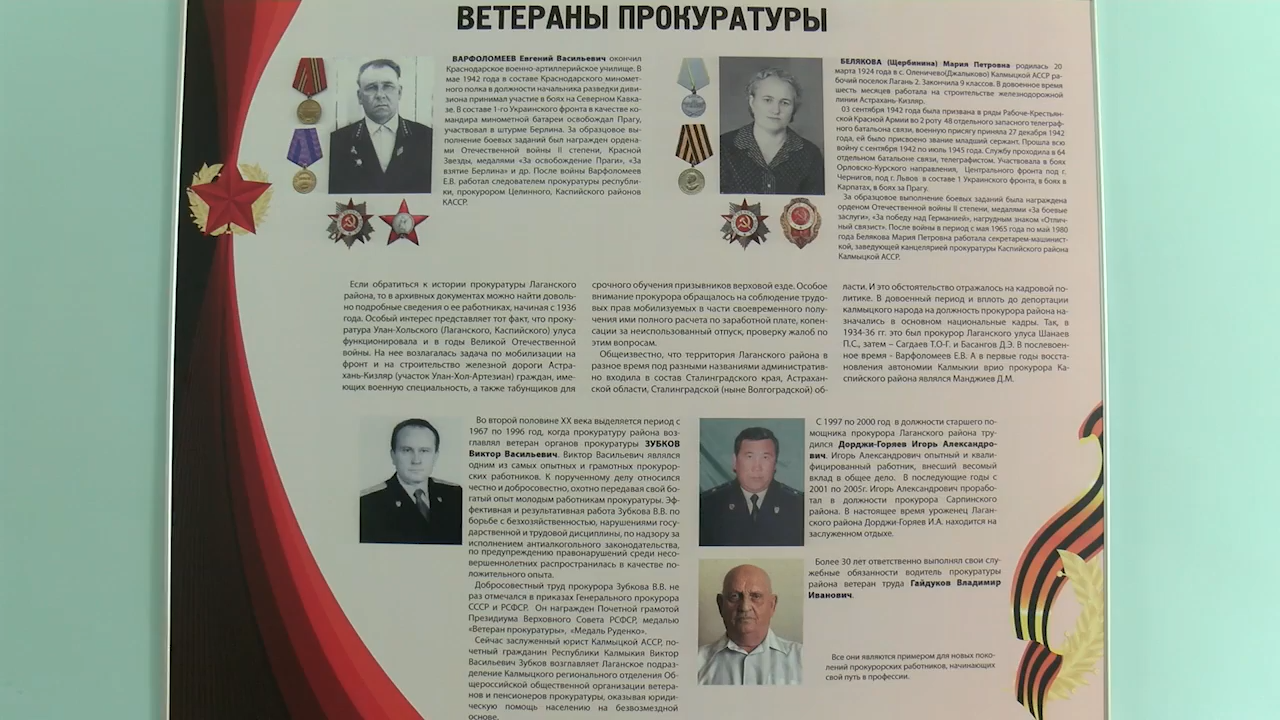 ВЕТЕРАНЫ ПРОКУРАТУРЫ
ВАРФОЛОМЕЕВ Евгений Васильевич окончил
Краснодарское военно-артиллерийское училище. В
мае 1942 года в составе Краснодарского миномет-
ного полка в должности начальника разведки диви-
зиона принимал участие в боях на Северном Кавка-
зе. В составе 1-го Украинского фронта в качестве ко-
мандира минометной батареи освобождал Прагу,
участвовал в штурме Берлина. За образцовое вы-
полнение боевых заданий был награжден ордена-
ми Отечественной войны II степени, Красной
Звезды, медалями «За освобождение Праги», «За
взятие Берлина» и др. После войны Варфоломеев
Е.В. работал следователем прокуратуры республи-
ки, прокурором Целинного, Каспийского районов
КАССР.
БЕЛЯКОВА (Щербинина) Мария Петровна родилась 20
марта 1924 года в с. Оленичево(Джалыково) Калмыцкой АССР ра-
бочий поселок Лагань 2. Закончила 9 классов. В довоенное время
шесть месяцев работала на строительстве железнодорожной
линии Астрахань Кизляр.
03 сентября 1942 году была призвана в ряды Рабоче-Крестьян-
ской Красной Армии во 2 роту 48 отдельного запасного телеграф-
ного батальона связи, военную присягу приняла 27 декабря 1942
года, ей было присвоено звание младший сержант. Прошла всю
войну с сентября 1942 по июль 1945 года. Службу проходила в 64
отдельном батальоне связи, телеграфистом. Участвовала в боях
Орловско-Курского направления, Центрального фронта под г.
Чернигов, под г. Львов в составе 1 Украинского фронта, в боях в
Карпатах, в боях за Прагу.
За образцовое выполнение боевых заданий была награждена
орденом Отечественной войны II степени, медалями «За боевые
заслуги», «За победу над Германией», нагрудным знаком «Отлич-
ный связист». После войны в период с мая 1965 года по май 1980
года Белякова Мария Петровна работала секретарем-машинист-
кой, заведующей канцелярией прокуратуры Каспийского района
Калмыцкой АССР.
Если обратиться к истории прокуратуры Лаганского
района, то в архивных документах можно найти доволь-
но подробные сведения о ее работниках, начиная с 1936
года. Особый интерес представляет тот факт, что проку-
ратура Улан-Хольского (Лаганского, Каспийского) улуса
функционировала и в годы Великой Отечественной
войны. На нее возлагалась задача по мобилизации на
фронт и на строительство железной дороги Астра-
хань-Кизляр (участок Улан-Хол-Артезиан) граждан, име-
ющих военную специальность, а также табунщиков для
срочного обучения призывников верховой езде. Особое
внимание прокурора обращалось на соблюдение трудо-
вых прав мобилизуемых в части своевременного полу-
чения ими полного расчета по заработной плате, копен-
сации за неиспользованный отпуск, проверку жалоб по
этим вопросам.
Общеизвестно, что территория Лаганского района в
разное время под разными названиями административ-
но входила в состав Сталинградского края, Астрахан-
ской области, Сталинградской (ныне Волгоградской) об-
ласти. И это обстоятельство отражалось на кадровой по-
литике. В довоенный период и вплоть до депортации
калмыцкого народа на должность прокурора района на-
значались в основном национальные кадры. Так, в
1934-36 гг. это был прокурор Лаганского улуса Шанаев
П.С., затем – Сагдаев Т.О-Г. и Басангов Д.Э. В послевоен-
ное время - Варфоломеев Е.В. А в первые годы восста-
новления автономии Калмыкии врио прокурора Ка-
спийского района являлся Манджиев Д.М.
Во второй половине XX века выделяется период с
1967 по 1996 год, когда прокуратуру района воз-
главлял ветеран органов прокуратуры ЗУБКОВ
Виктор Васильевич. Виктор Васильевич являлся
одним из самых опытных и грамотных прокурор-
ских работников. К порученному делу относился
честно и добросовестно, охотно передавая свой бо-
гатый опыт молодым работникам прокуратуры. Эф-
фективная и результативная работа Зубкова В.В. по
борьбе с безхозяйственностью, нарушениями госу-
дарственной и трудовой дисциплины, по надзору за
исполнением антиалкогольного законодательства,
по предупреждению правонарушений среди несо-
вершеннолетних распространилась в качестве по-
ложительного опыта.
Добросовестный труд прокурора Зубкова В.В. не
раз отмечался в приказах Генерального прокурора
СССР и РСФСР. Он награжден Почетной грамотой
Президиума Верховного Совета РСФСР, медалью
«Ветеран прокуратуры», «Медаль Руденко».
Сейчас заслуженный юрист Калмыцкой АССР, по-
четный гражданин Республики Калмыкия Виктор
Васильевич Зубков возглавляет Лаганское подраз-
деление Калмыцкого регионального отделения Об-
щероссийской общественной организации ветера-
нов и пенсионеров прокуратуры, оказывая юриди-
ческую помощь населению на безвозмездной
основе.
С 1997 по 2000 год в должности старшего по-
мощника прокурора Лаганского района тру-
дился Дорджи-Горяев Игорь Александро-
вич. Игорь Александрович опытный и квали-
фицированный работник, внесший весомый
вклад в общее дело. В последующие годы с
2001 по 2005г. Игорь Александрович прорабо-
тал в должности прокурора Сарпинского
района. В настоящее время уроженец Лаган-
ского района Дорджи-Горяев И.А. находится на
заслуженном отдыхе.
Более 30 лет ответственно выполнял свои слу-
жебные обязанности водитель прокуратуры
района ветеран труда Гайдуков Владимир
Иванович.
Все они являются примером для новых поко-
лений прокурорских работников, начинающих
свой путь в профессии.